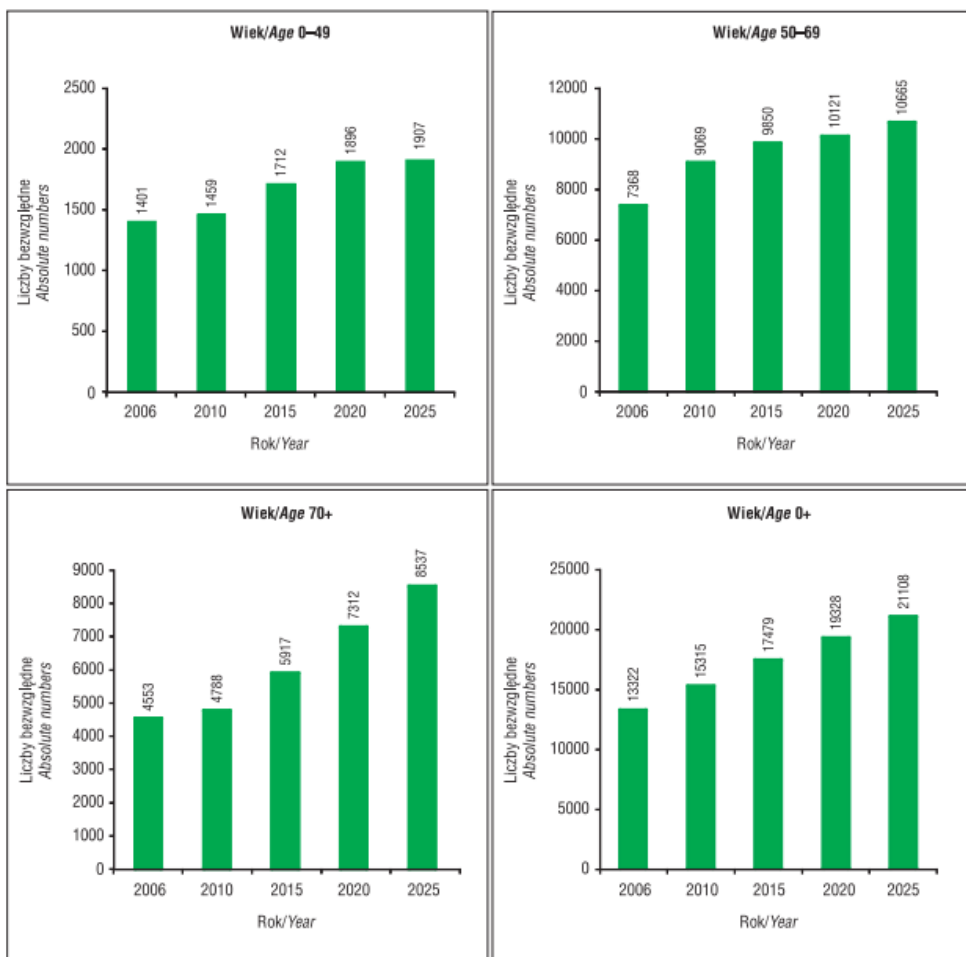 Wiek/Age 0–49
Liczby bezwzględne
Absolute numbers
2500
2000
1500
1000
500
0
1401
1459
1712
1896
1907
2006 2010 2015 2020 2025
Rok/Year
Wiek/Age 50–69
Liczby bezwzględne
Absolute numbers
12000
10000
8000
6000
4000
2000
0
7368
9069
9850
10121
10665
2006 2010 2015 2020 2025
Rok/Year
Wiek/Age 70+
Liczby bezwzględne
Absolute numbers
9000
8000
7000
6000
5000
4000
3000
2000
1000
0
4553
4788
5917
7312
8537
2006 2010 2015 2020 2025
Rok/Year
Wiek/Age 0+
Liczby bezwzględne
Absolute numbers
25000
20000
15000
10000
5000
0
13322
15315
17479
19328
21108
2006 2010 2015 2020 2025
Rok/Year